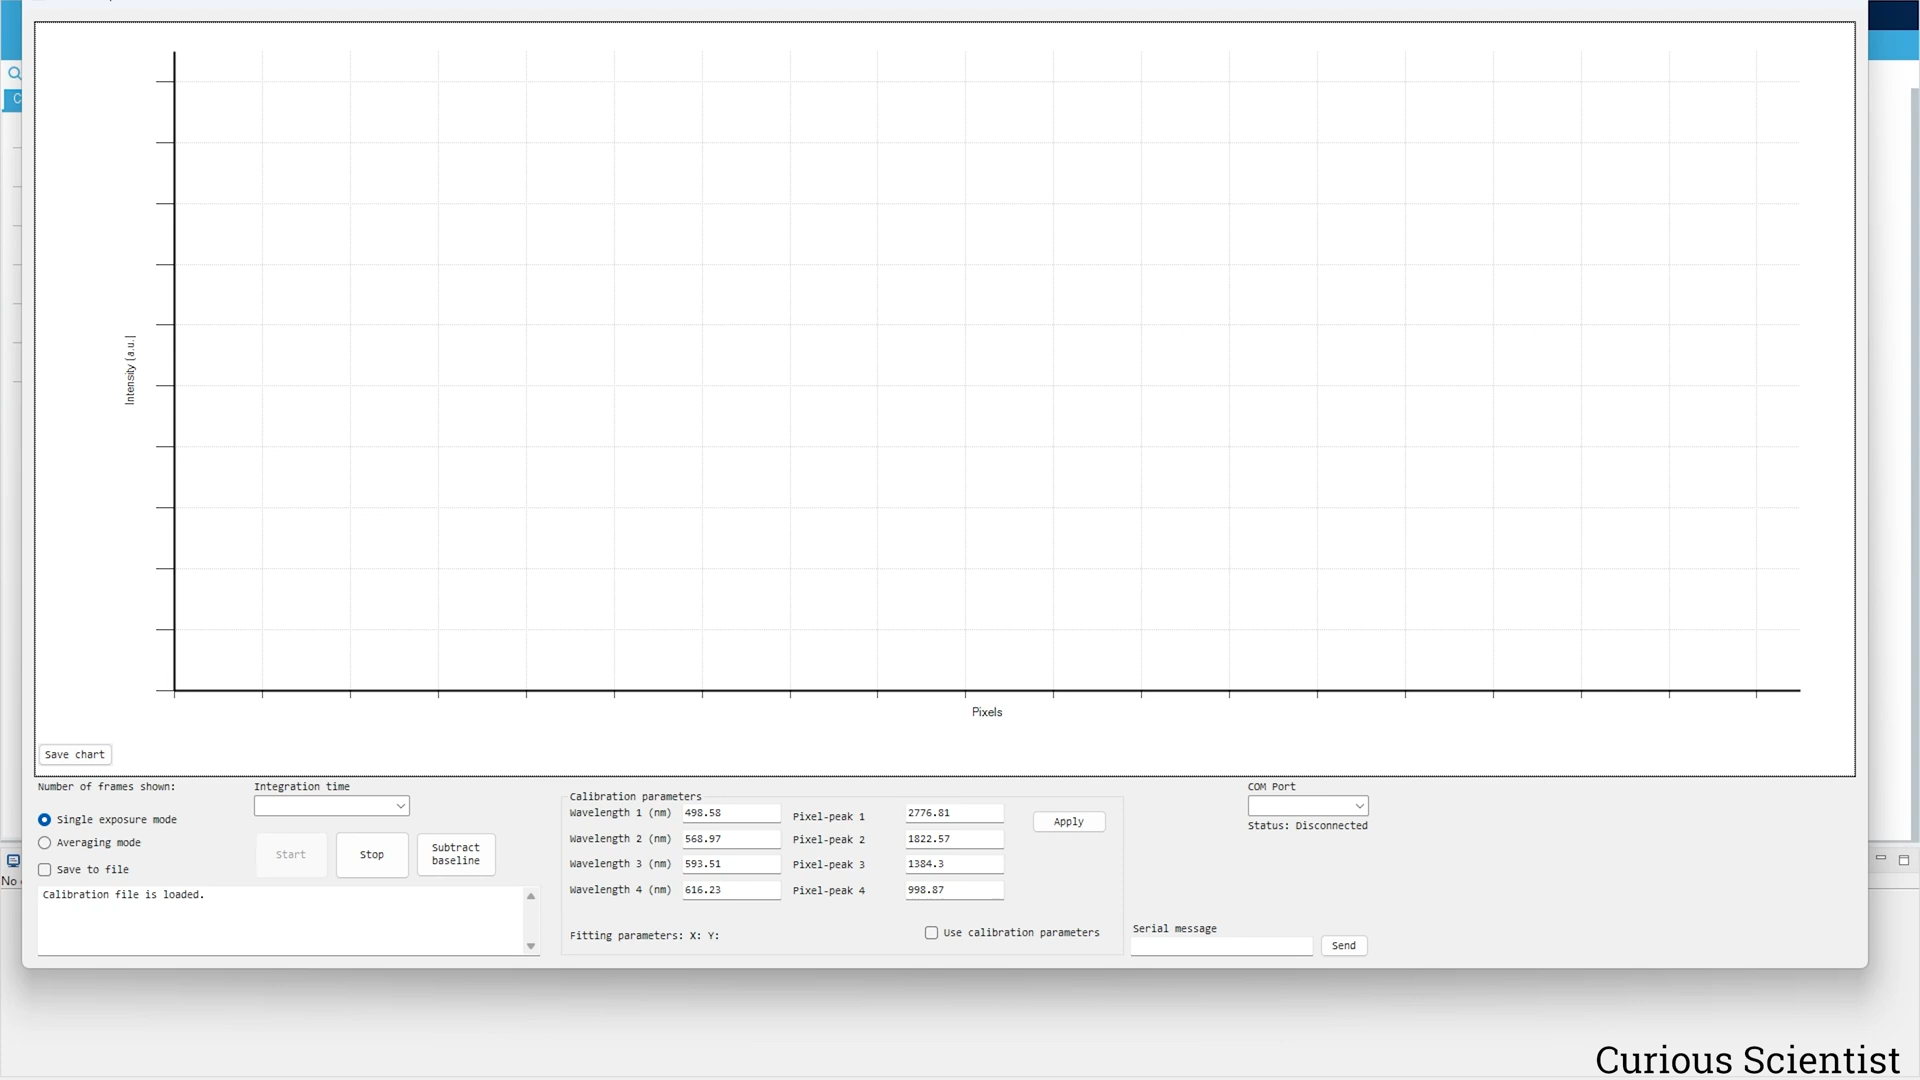 Intensity [a.u.]
Pixels
Save chart
Number of frames shown:
Integration time
Single exposure mode
Averaging mode
Save to file
Start
Stop
Subtract
baseline
Calibration file is loaded.
Calibration parameters
Wavelength 1 (nm) 498.58 Pixel-peak 1 2776.81
Wavelength 2 (nm) 568.97 Pixel-peak 2 1822.57
Wavelength 3 (nm) 593.51 Pixel-peak 3 1384.3
Wavelength 4 (nm) 616.23 Pixel-peak 4 998.87
Apply
Fitting parameters: X: Y:
Use calibration parameters
COM Port
Status: Disconnected
Serial message
Send
No
Curious Scientist